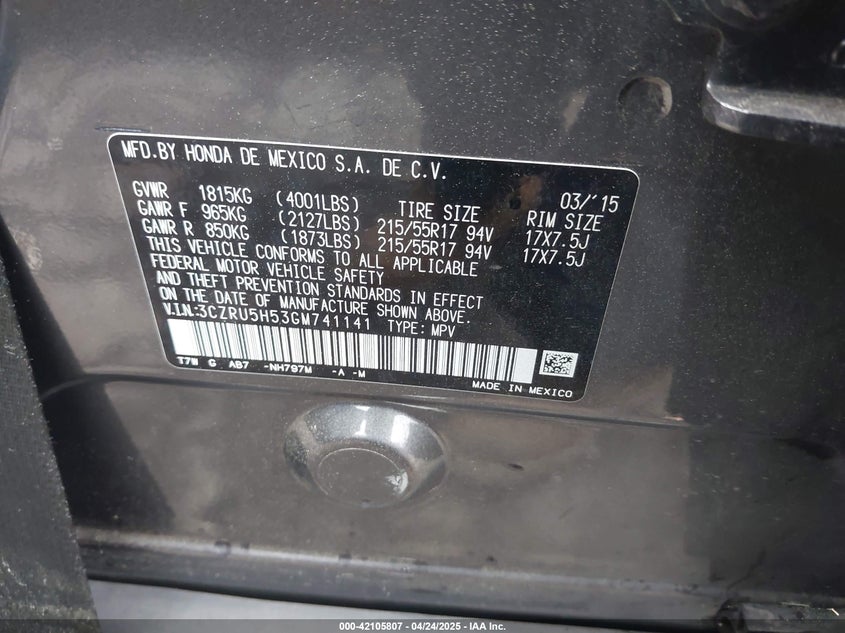 MFD.BY HONDA DE MEXICO S.A. DE C.V.
03/'15
GVWR 1815KG (4001LBS) TIRE SIZE RIM SIZE
GAWR F 965KG (2127LBS) 215/55R17 94V 17X7.5J
GAWR R 850KG (1873LBS) 215/55R17 94V 17X7.5J
THIS VEHICLE CONFORMS TO ALL APPLICABLE
FEDERAL MOTOR VEHICLE SAFETY
AND THEFT PREVENTION STANDARDS IN EFFECT
ON THE DATE OF MANUFACTURE SHOWN ABOVE.
V.I.N:3CZRU5H53GM741141 TYPE: MPV
T7W G AB7 -NH797M -A -M
MADE IN MEXICO
000-42105807 - 04/24/2025 - IAA Inc.